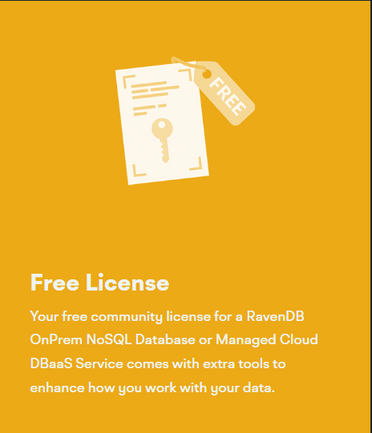 FREE
Free License
Your free community license for a RavenDB
OnPrem NoSQL Database or Managed Cloud
DBaaS Service comes with extra tools to
enhance how you work with your data.